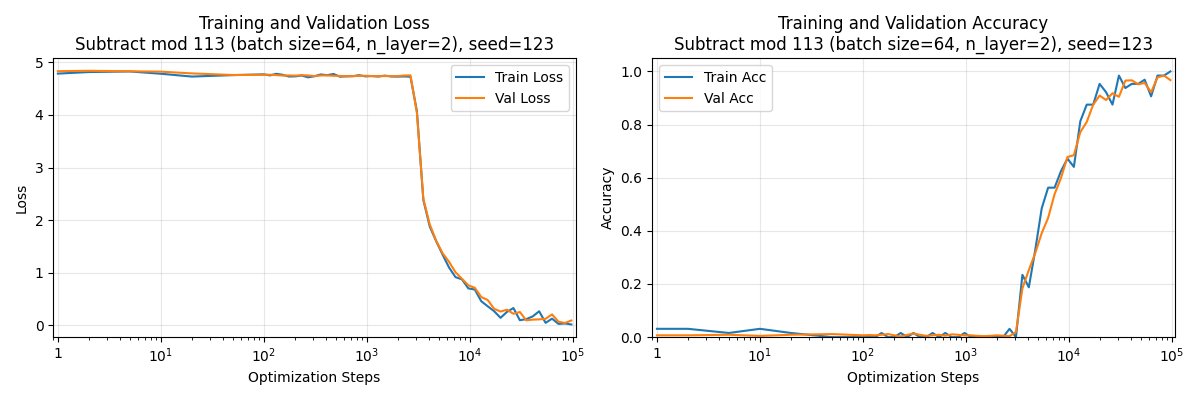 Training and Validation Loss
Subtract mod 113 (batch size=64, n_layer=2), seed=123
5
4
3
2
1
0
Loss
Train Loss
Val Loss
1 10^1 10^2 10^3 10^4 10^5
Optimization Steps
Training and Validation Accuracy
Subtract mod 113 (batch size=64, n_layer=2), seed=123
1.0
0.8
0.6
0.4
0.2
0.0
Accuracy
Train Acc
Val Acc
1 10^1 10^2 10^3 10^4 10^5
Optimization Steps